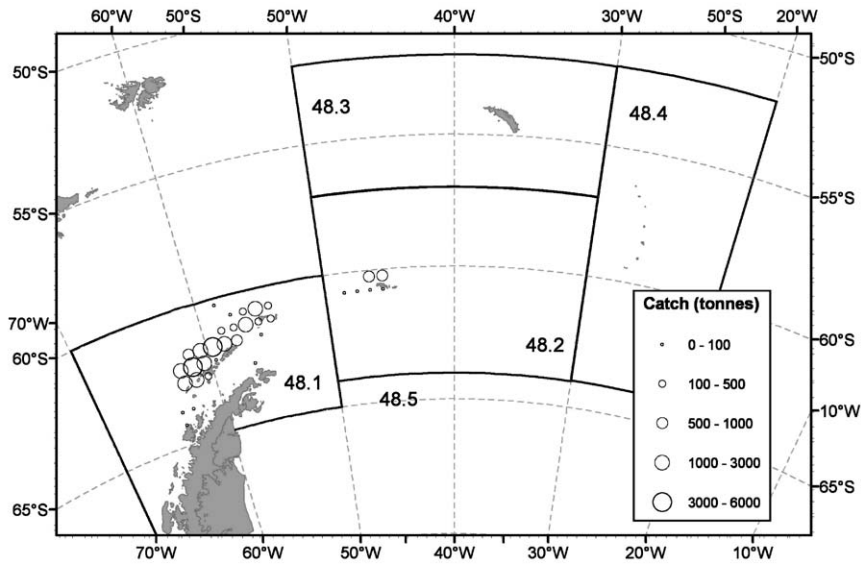 60°W 50°S 50°W 40°W 30°W 50°S 20°W
50°S 50°S
48.3 48.4
55°S 55°S
70°W
60°S 60°S
48.2
48.1
48.5
10°W
65°S 65°S
70°W 60°W 50°W 40°W 30°W 20°W 10°W
Catch (tonnes)
0 - 100
100 - 500
500 - 1000
1000 - 3000
3000 - 6000